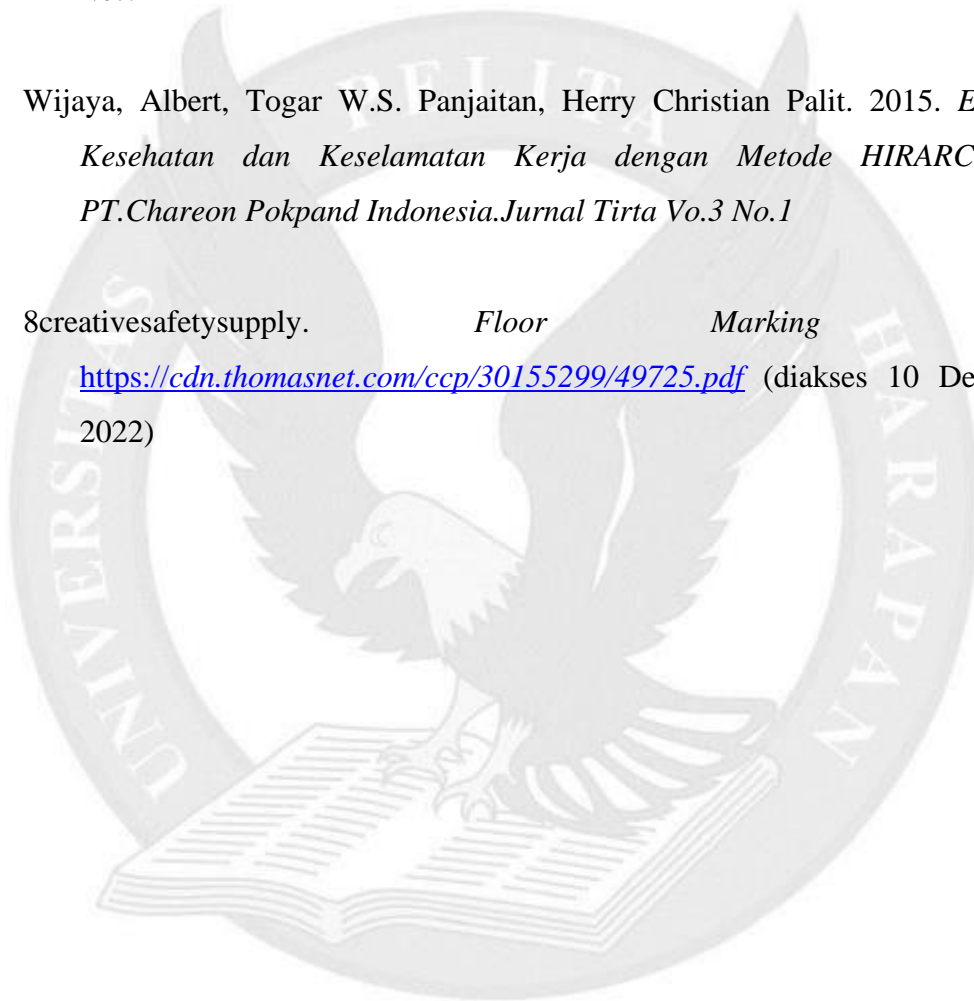 Wijaya, Albert, Togar W.S. Panjaitan, Herry Christian Palit. 2015. E
Kesehatan dan Keselamatan Kerja dengan Metode HIRARC
PT.Chareon Pokpand Indonesia.Jurnal Tirta Vo.3 No.1
8creativesafetysupply. Floor Marking
https://cdn.thomasnet.com/ccp/30155299/49725.pdf (diakses 10 De
2022)
UNIVERSITAS PELITA HARAPAN